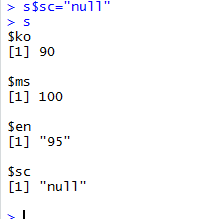 > s$sc="null"
> s
$ko
[1] 90
$ms
[1] 100
$en
[1] "95"
$sc
[1] "null"
>